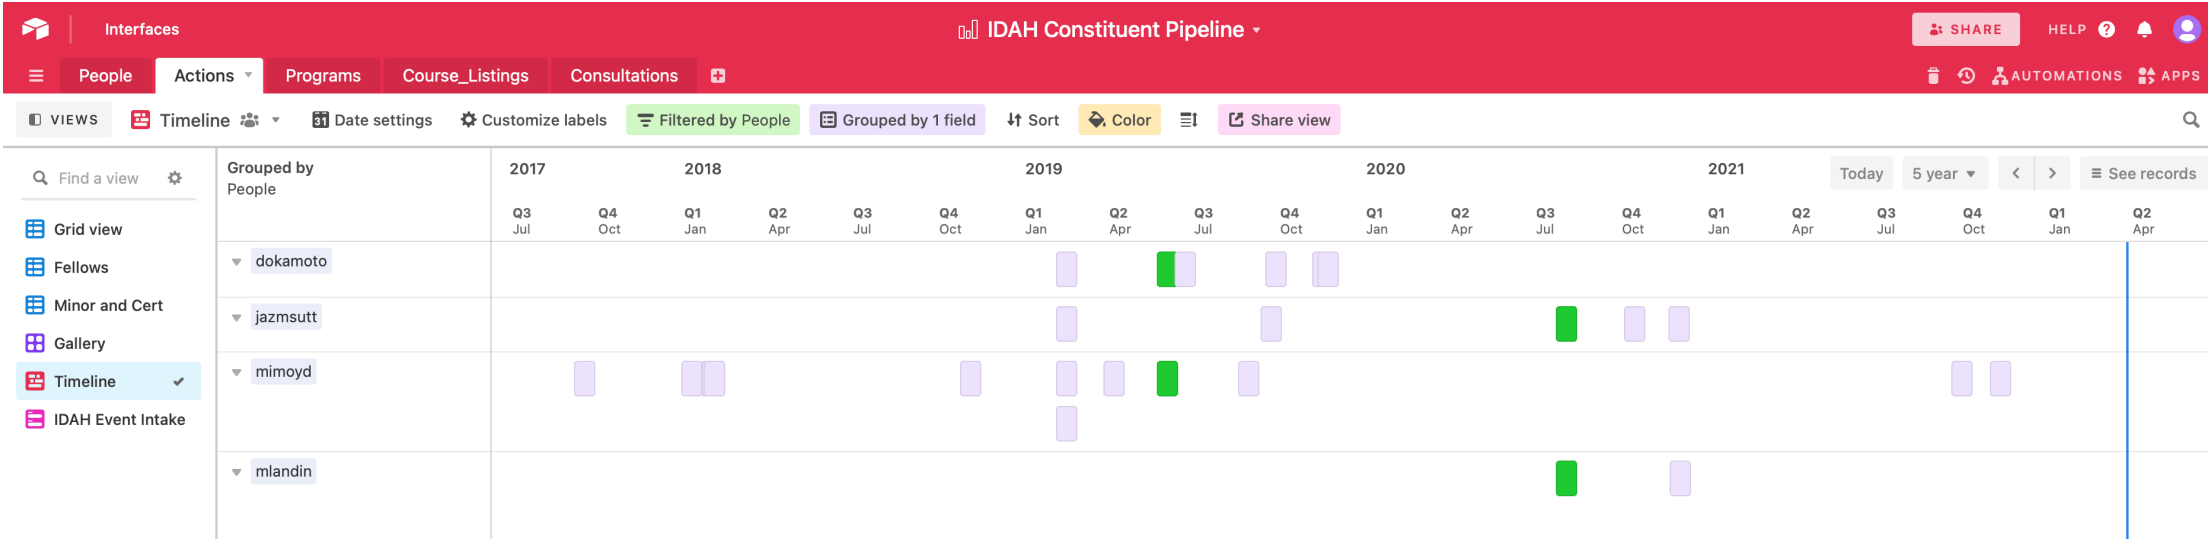 Interfaces
IDAH Constituent Pipeline
SHARE
HELP
People
Actions
Programs
Course_Listings
Consultations
AUTOMATIONS
APPS
VIEWS
Timeline
31
Date settings
Customize labels
Filtered by People
Grouped by 1 field
Sort
Color
Share view
Find a view
Grid view
Fellows
Minor and Cert
Gallery
Timeline
IDAH Event Intake
Grouped by
People
2017 2018 2019 2020 2021
Today
5 year
See records
Q3 Q4 Q1 Q2 Q3 Q4 Q1 Q2 Q3 Q4 Q1 Q2 Q3 Q4 Q1 Q2 Q3 Q4 Q1 Q2
Jul Oct Jan Apr Jul Oct Jan Apr Jul Oct Jan Apr Jul Oct Jan Apr Jul Oct Jan Apr
dokamoto
jazmsutt
mimoyd
mlandin